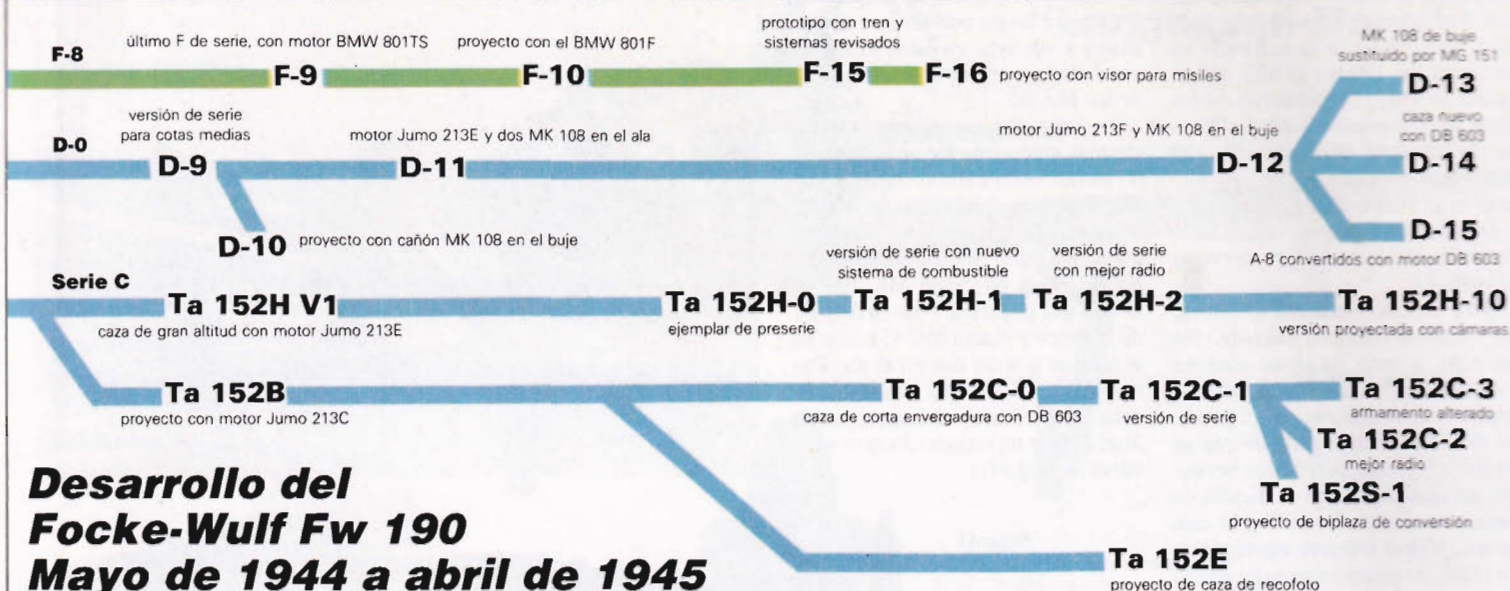 F-8
último F de serie, con motor BMW 801TS
F-9
proyecto con el BMW 801F
F-10
prototipo con tren y
sistemas revisados
F-15
F-16
proyecto con visor para misiles
D-0
versión de serie
para cotas medias
D-9
motor Jumo 213E y dos MK 108 en el ala
D-11
D-10
proyecto con cañón MK 108 en el buje
motor Jumo 213F y MK 108 en el buje
D-12
MK 108 de buje
sustituido por MG 151
D-13
caza nuevo
con DB 603
D-14
D-15
A-8 convertidos con motor DB 603
Serie C
Ta 152H V1
caza de gran altitud con motor Jumo 213E
Ta 152H-0
ejemplar de preserie
versión de serie con nuevo
sistema de combustible
Ta 152H-1
versión de serie
con mejor radio
Ta 152H-2
Ta 152H-10
versión proyectada con cámaras
Ta 152B
proyecto con motor Jumo 213C
Ta 152C-0
caza de corta envergadura con DB 603
Ta 152C-1
versión de serie
Ta 152C-3
armamento alterado
Ta 152C-2
mejor radio
Ta 152S-1
proyecto de biplaza de conversión
Ta 152E
proyecto de caza de recofoto
Desarrollo del
Focke-Wulf Fw 190
Mayo de 1944 a abril de 1945